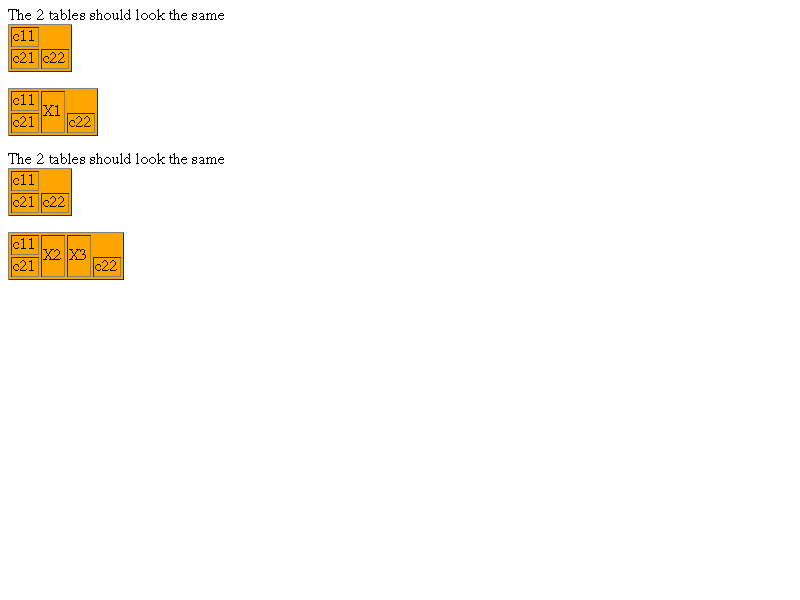 The 2 tables should look the same
c11
c21 c22
c11
X1
c21 c22
The 2 tables should look the same
c11
c21 c22
c11
X2 X3
c21 c22